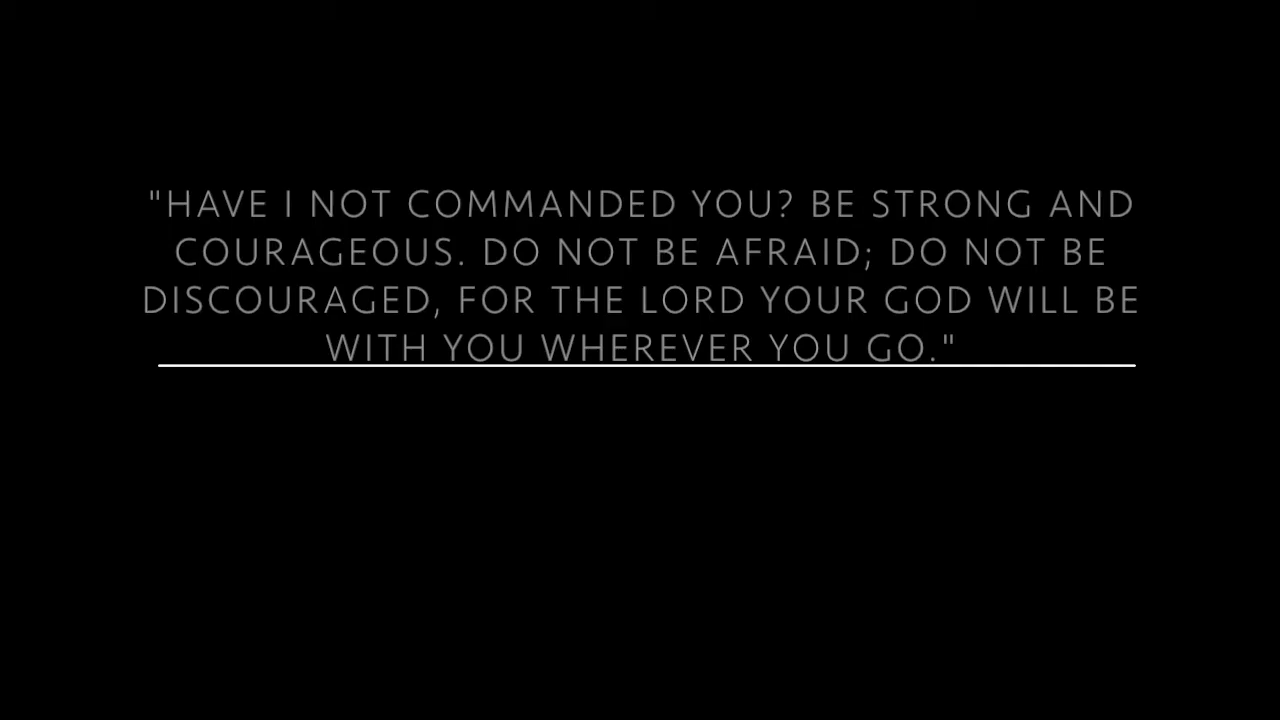 "HAVE I NOT COMMANDED YOU? BE STRONG AND
COURAGEOUS. DO NOT BE AFRAID; DO NOT BE
DISCOURAGED, FOR THE LORD YOUR GOD WILL BE
WITH YOU WHEREVER YOU GO."